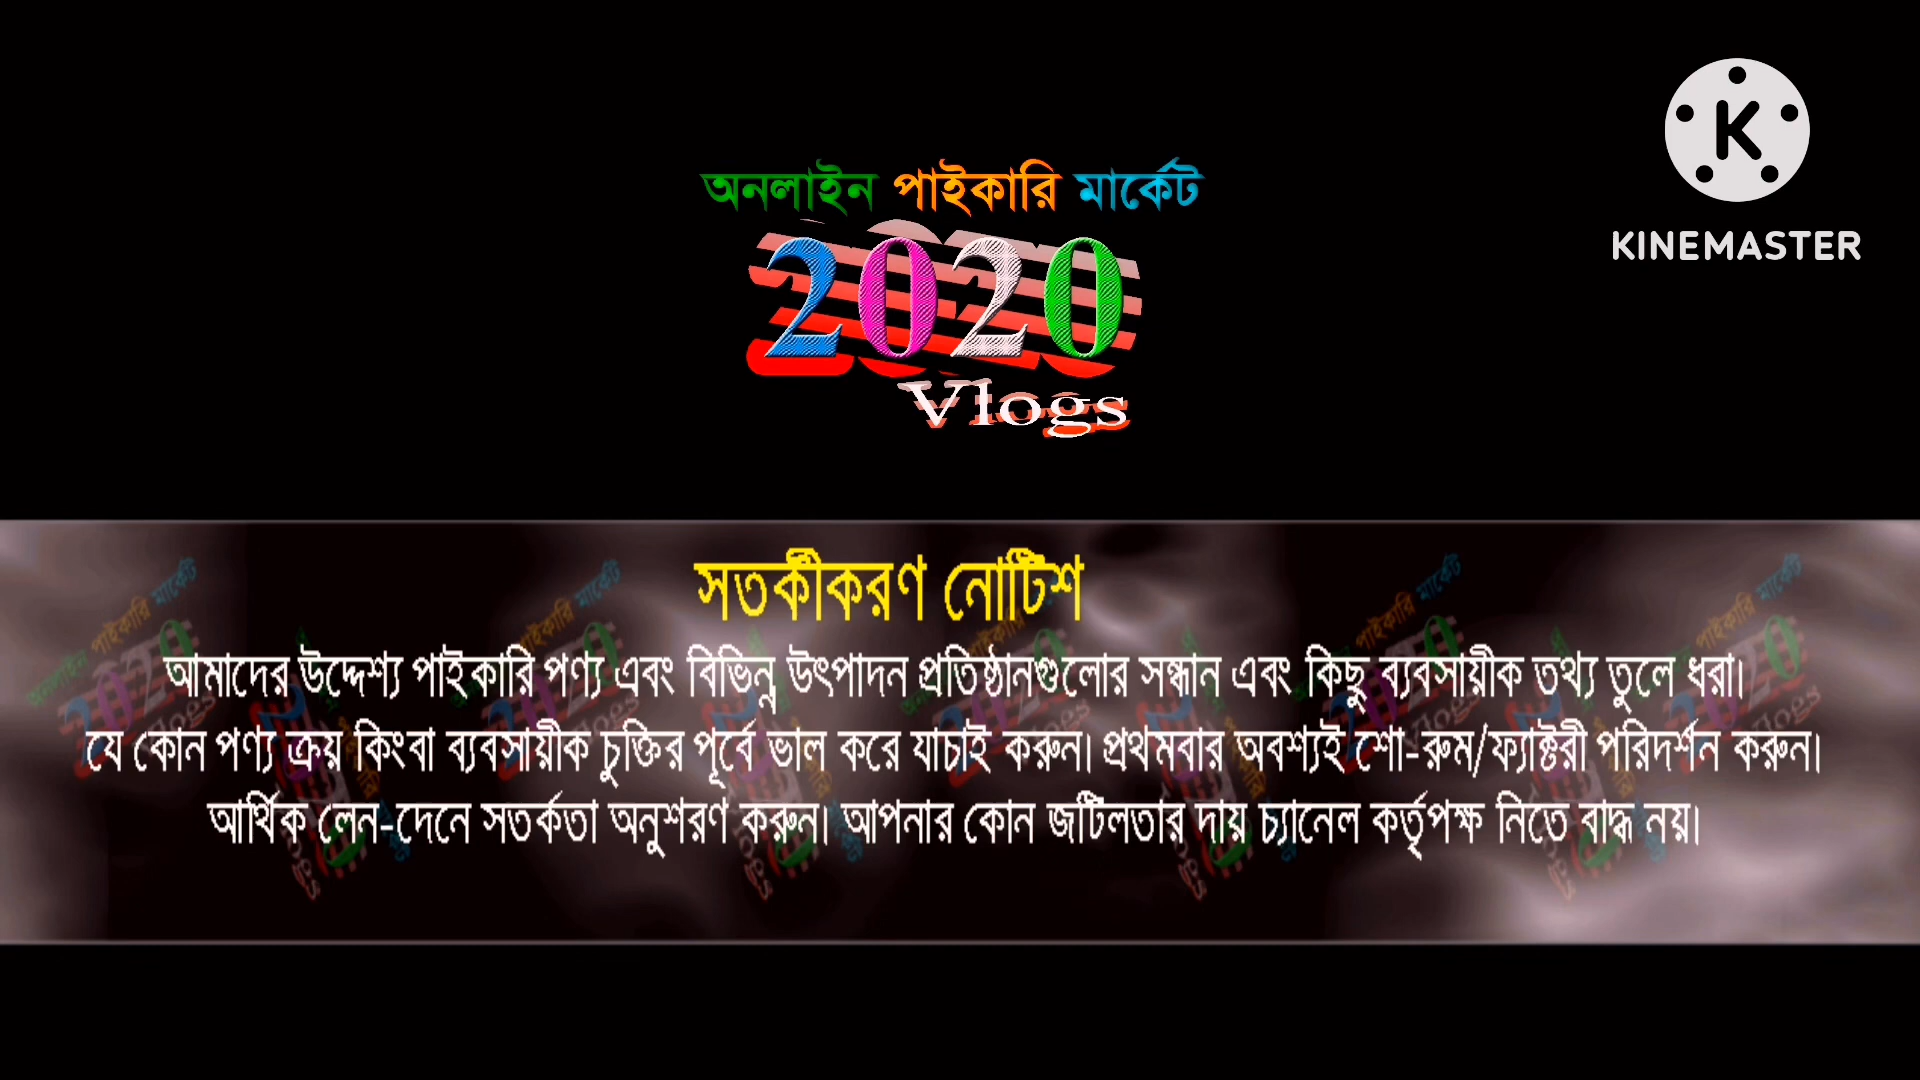 অনলাইন পাইকারি মার্কেট
2020
Vlogs
KINEMASTER
সতর্কীকরণ নোটিশ
আমাদের উদ্দেশ্য পাইকারি পণ্য এবং বিভিন্ন উৎপাদন প্রতিষ্ঠানগুলোর সন্ধান এবং কিছু ব্যবসায়ীক তথ্য তুলে ধরা।
যে কোন পণ্য ক্রয় কিংবা ব্যবসায়ীক চুক্তির পূর্বে ভাল করে যাচাই করুন। প্রথমবার অবশ্যই শো-রুম/ফ্যাক্টরী পরিদর্শন করুন।
আর্থিক লেন-দেনে সতর্কতা অনুশরণ করুন। আপনার কোন জটিলতার দায় চ্যানেল কর্তৃপক্ষ নিতে বাদ্ধ নয়।